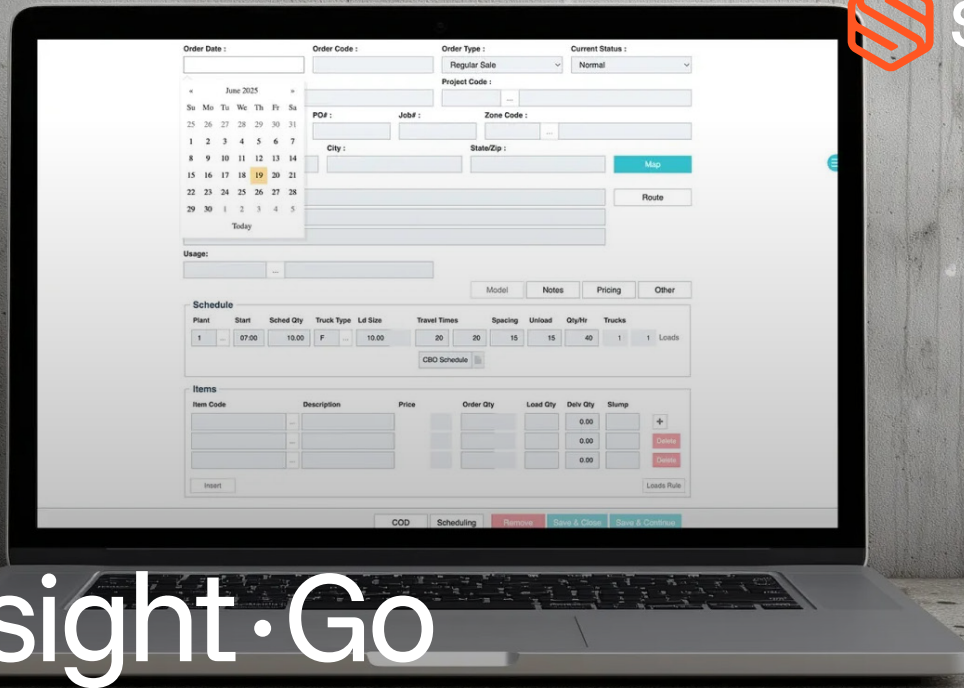 S
Order Date : Order Code : Order Type : Current Status :
Regular Sale Normal
« June 2025 » Project Code :
Su Mo Tu We Th Fr Sa ...
25 26 27 28 29 30 31 PO# : Job# : Zone Code :
1 2 3 4 5 6 7 ...
8 9 10 11 12 13 14 City : State/Zip : Map
15 16 17 18 19 20 21
22 23 24 25 26 27 28 Route
29 30 1 2 3 4 5
Today
Usage:
...
Model Notes Pricing Other
Schedule
Plant Start Sched Qty Truck Type Ld Size Travel Times Spacing Unload Qty/Hr Trucks
1 ... 07:00 10.00 F ... 10.00 20 20 15 15 40 1 1 Loads
CBO Schedule
Items
Item Code Description Price Order Qty Load Qty Delv Qty Slump
... 0.00 +
... 0.00 Delete
... 0.00 Delete
Insert Loads Rule
COD Scheduling Remove Save & Close Save & Continue
sight·Go